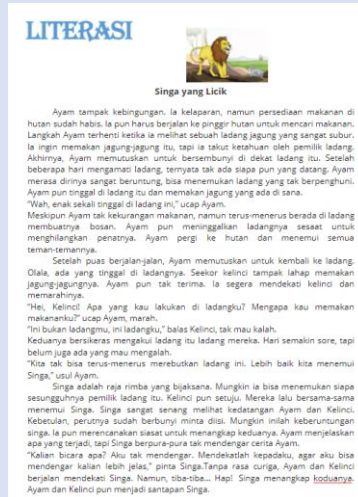 LITERASI
Singa yang Licik
Ayam tampak kebingungan. Ia kelaparan, namun persediaan makanan di
hutan sudah habis. Ia pun harus berjalan ke pinggir hutan untuk mencari makanan.
Langkah Ayam terhenti ketika ia melihat sebuah ladang jagung yang sangat subur.
Ia ingin memakan jagung-jagung itu, tapi ia takut ketahuan oleh pemilik ladang.
Akhirnya, Ayam memutuskan untuk bersembunyi di dekat ladang itu. Setelah
beberapa hari mengamati ladang, ternyata tak ada siapa pun yang datang. Ayam
merasa dirinya sangat beruntung, bisa menemukan ladang yang tak berpenghuni.
Ayam pun tinggal di ladang itu dan memakan jagung yang ada di sana.
"Wah, enak sekali tinggal di ladang ini," ucap Ayam.
Meskipun Ayam tak kekurangan makanan, namun terus-menerus berada di ladang
membuatnya bosan. Ayam pun meninggalkan ladangnya sesaat untuk
menghilangkan penatnya. Ayam pergi ke hutan dan menemui semua
teman-temannya.
Setelah puas berjalan-jalan, Ayam memutuskan untuk kembali ke ladang.
Olala, ada yang tinggal di ladangnya. Seekor kelinci tampak lahap memakan
jagung-jagungnya. Ayam pun tak terima. Ia segera mendekati kelinci dan
memarahinya.
"Hei, Kelinci! Apa yang kau lakukan di ladangku? Mengapa kau memakan
makananku?" ucap Ayam, marah.
"Ini bukan ladangmu, ini ladangku," balas Kelinci, tak mau kalah.
Keduanya bersikeras mengakui ladang itu ladang mereka. Hari semakin sore, tapi
belum juga ada yang mau mengalah.
"Kita tak bisa terus-menerus merebutkan ladang ini. Lebih baik kita menemui
Singa," usul Ayam.
Singa adalah raja rimba yang bijaksana. Mungkin ia bisa menemukan siapa
sesungguhnya pemilik ladang itu. Kelinci pun setuju. Mereka lalu bersama-sama
menemui Singa. Singa sangat senang melihat kedatangan Ayam dan Kelinci.
Kebetulan, perutnya sudah berbunyi minta diisi. Mungkin inilah keberuntungan
singa. Ia pun merencanakan siasat untuk menangkap keduanya. Ayam menjelaskan
apa yang terjadi, tapi Singa berpura-pura tak mendengar cerita Ayam.
"Kalian bicara apa? Aku tak mendengar. Mendekatlah kepadaku, agar aku bisa
mendengar kalian lebih jelas," pinta Singa.Tanpa rasa curiga, Ayam dan Kelinci
berjalan mendekati Singa. Namun, tiba-tiba... Hap! Singa menangkap keduanya.
Ayam dan Kelinci pun menjadi santapan Singa.